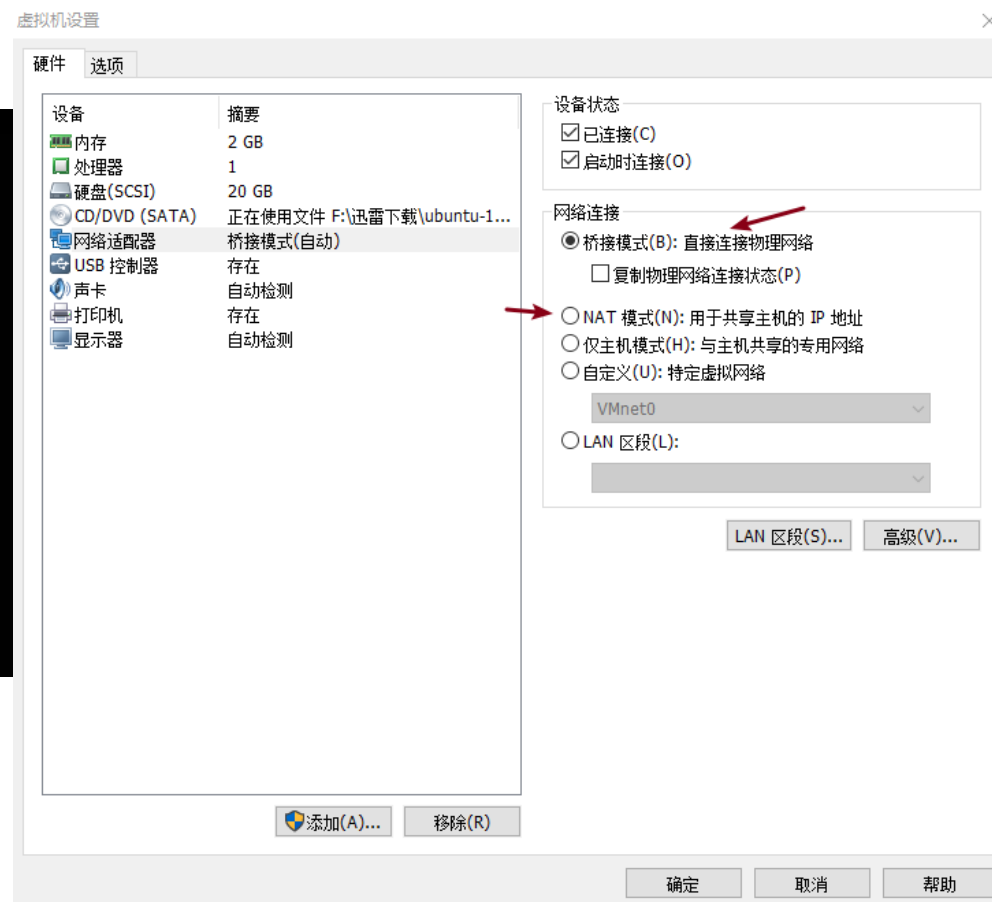 虚拟机设置
硬件 选项
设备 摘要
内存 2 GB
处理器 1
硬盘(SCSI) 20 GB
CD/DVD (SATA) 正在使用文件 F:\迅雷下载\ubuntu-1...
网络适配器 桥接模式(自动)
USB 控制器 存在
声卡 自动检测
打印机 存在
显示器 自动检测
添加(A)... 移除(R)
设备状态
已连接(C)
启动时连接(O)
网络连接
桥接模式(B): 直接连接物理网络
复制物理网络连接状态(P)
NAT 模式(N): 用于共享主机的 IP 地址
仅主机模式(H): 与主机共享的专用网络
自定义(U): 特定虚拟网络
VMnet0
LAN 区段(L):
LAN 区段(S)... 高级(V)...
确定 取消 帮助